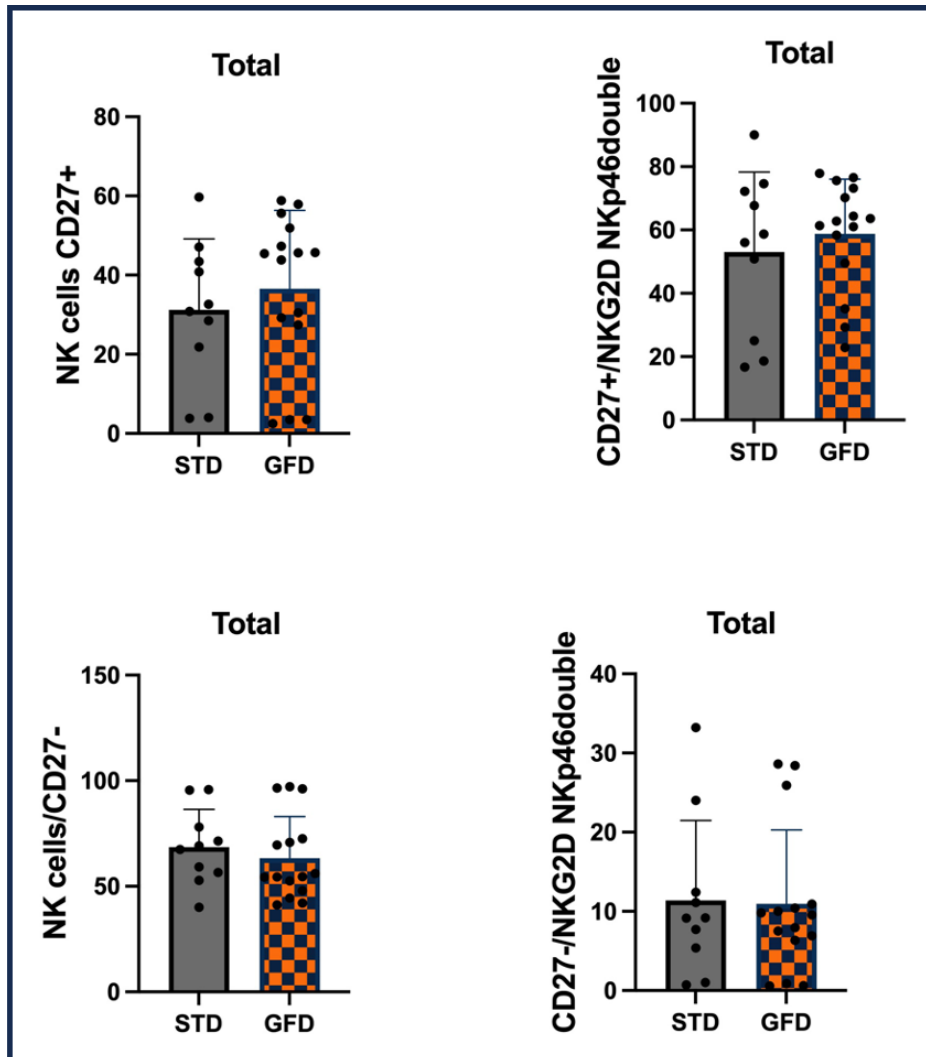 Total
NK cells CD27+
80
60
40
20
0
STD GFD
Total
CD27+/NKG2D NKp46double
100
80
60
40
20
0
STD GFD
Total
NK cells/CD27-
150
100
50
0
STD GFD
Total
CD27-/NKG2D NKp46double
40
30
20
10
0
STD GFD